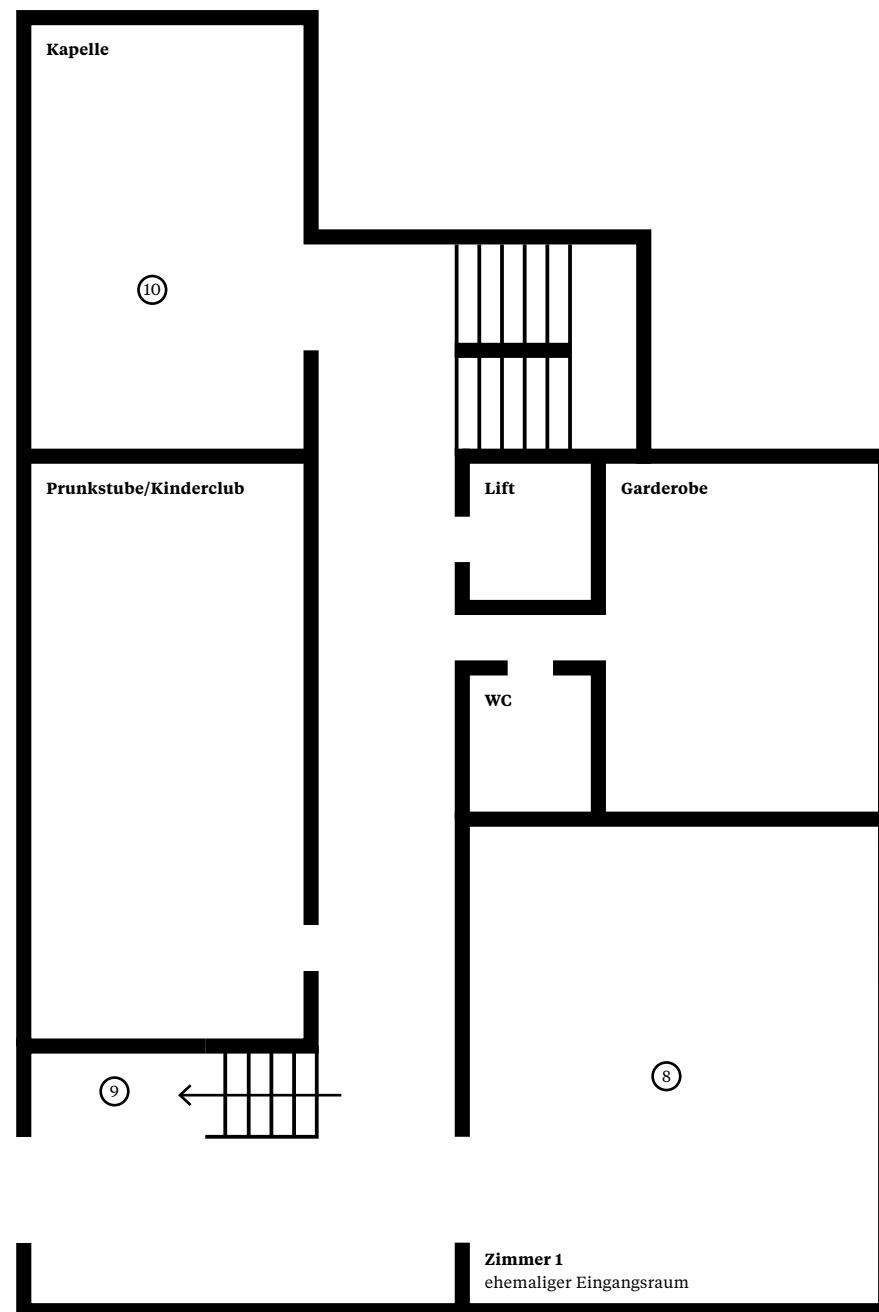 Kapelle
10
Prunkstube/Kinderclub
Lift
Garderobe
WC
9
8
Zimmer 1
ehemaliger Eingangsraum